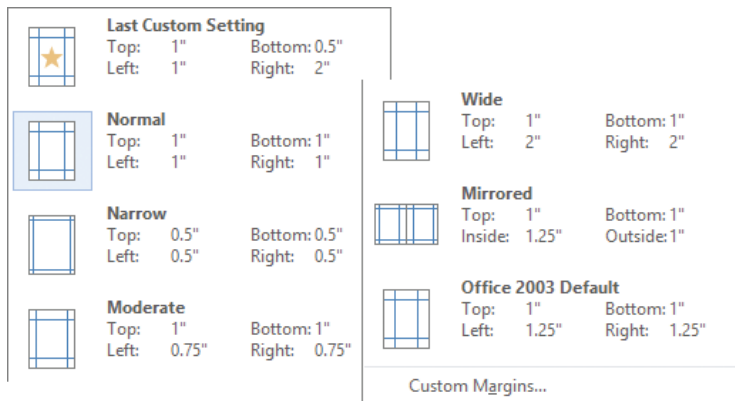 Last Custom Setting
Top: 1" Bottom: 0.5"
Left: 1" Right: 2"
Normal
Top: 1" Bottom: 1"
Left: 1" Right: 1"
Narrow
Top: 0.5" Bottom: 0.5"
Left: 0.5" Right: 0.5"
Moderate
Top: 1" Bottom: 1"
Left: 0.75" Right: 0.75"
Wide
Top: 1" Bottom: 1"
Left: 2" Right: 2"
Mirrored
Top: 1" Bottom: 1"
Inside: 1.25" Outside: 1"
Office 2003 Default
Top: 1" Bottom: 1"
Left: 1.25" Right: 1.25"
Custom Margins...